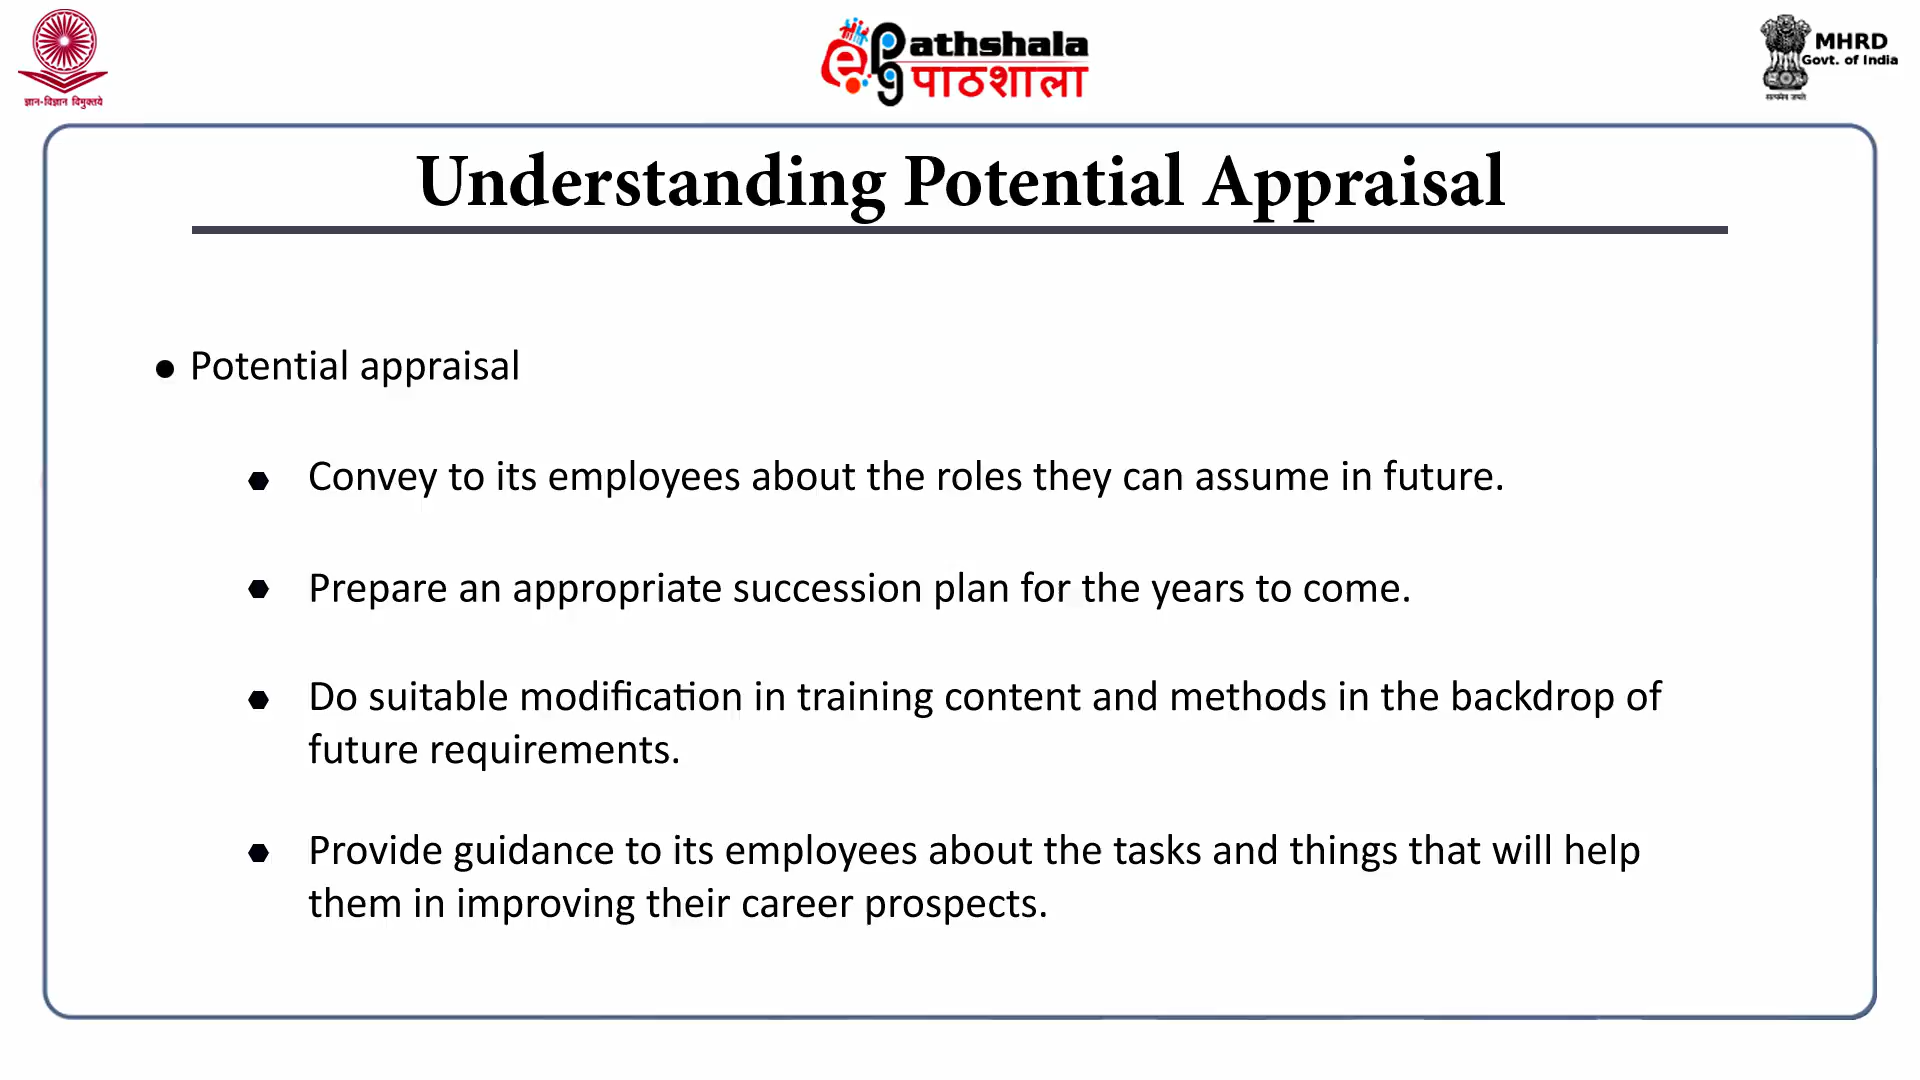 ज्ञान-विज्ञान विमुक्तये
ePathshala
पाठशाला
MHRD
Govt. of India
सत्यमेव जयते
Understanding Potential Appraisal
• Potential appraisal
Convey to its employees about the roles they can assume in future.
Prepare an appropriate succession plan for the years to come.
Do suitable modification in training content and methods in the backdrop of
future requirements.
Provide guidance to its employees about the tasks and things that will help
them in improving their career prospects.